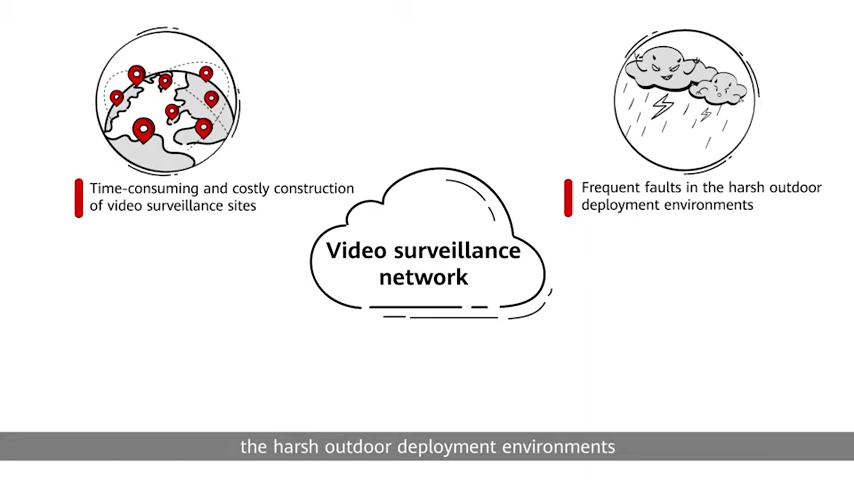 Time-consuming and costly construction
of video surveillance sites
Frequent faults in the harsh outdoor
deployment environments
Video surveillance
network
the harsh outdoor deployment environments